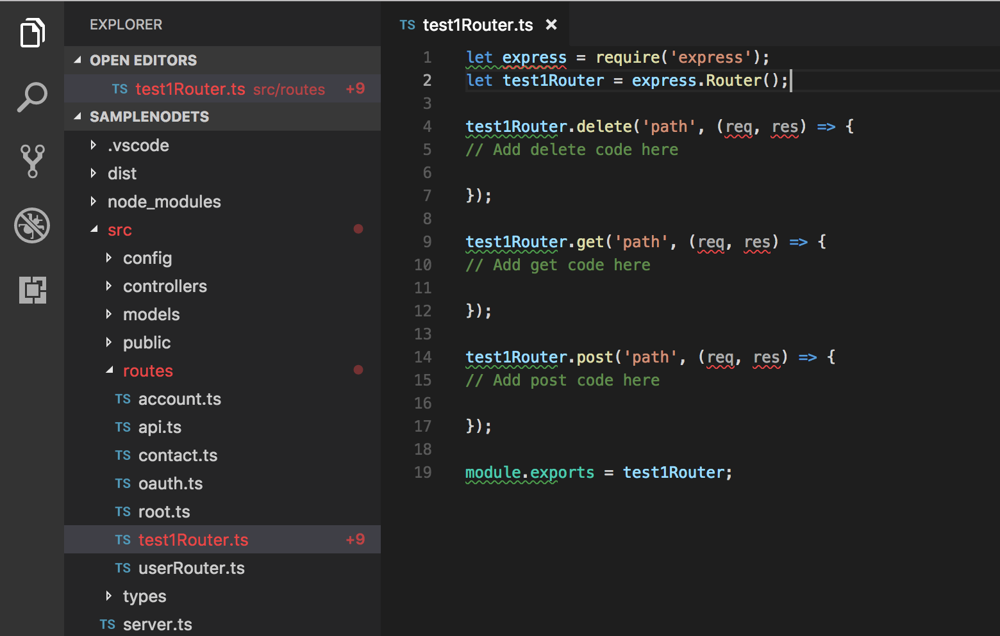 EXPLORER
OPEN EDITORS
TS test1Router.ts src/routes +9
SAMPLENODETS
.vscode
dist
node_modules
src
config
controllers
models
public
routes
TS account.ts
TS api.ts
TS contact.ts
TS oauth.ts
TS root.ts
TS test1Router.ts +9
TS userRouter.ts
types
TS server.ts
TS test1Router.ts ×
1 let express = require('express');
2 let test1Router = express.Router();
3
4 test1Router.delete('path', (req, res) => {
5 // Add delete code here
6
7 });
8
9 test1Router.get('path', (req, res) => {
10 // Add get code here
11
12 });
13
14 test1Router.post('path', (req, res) => {
15 // Add post code here
16
17 });
18
19 module.exports = test1Router;